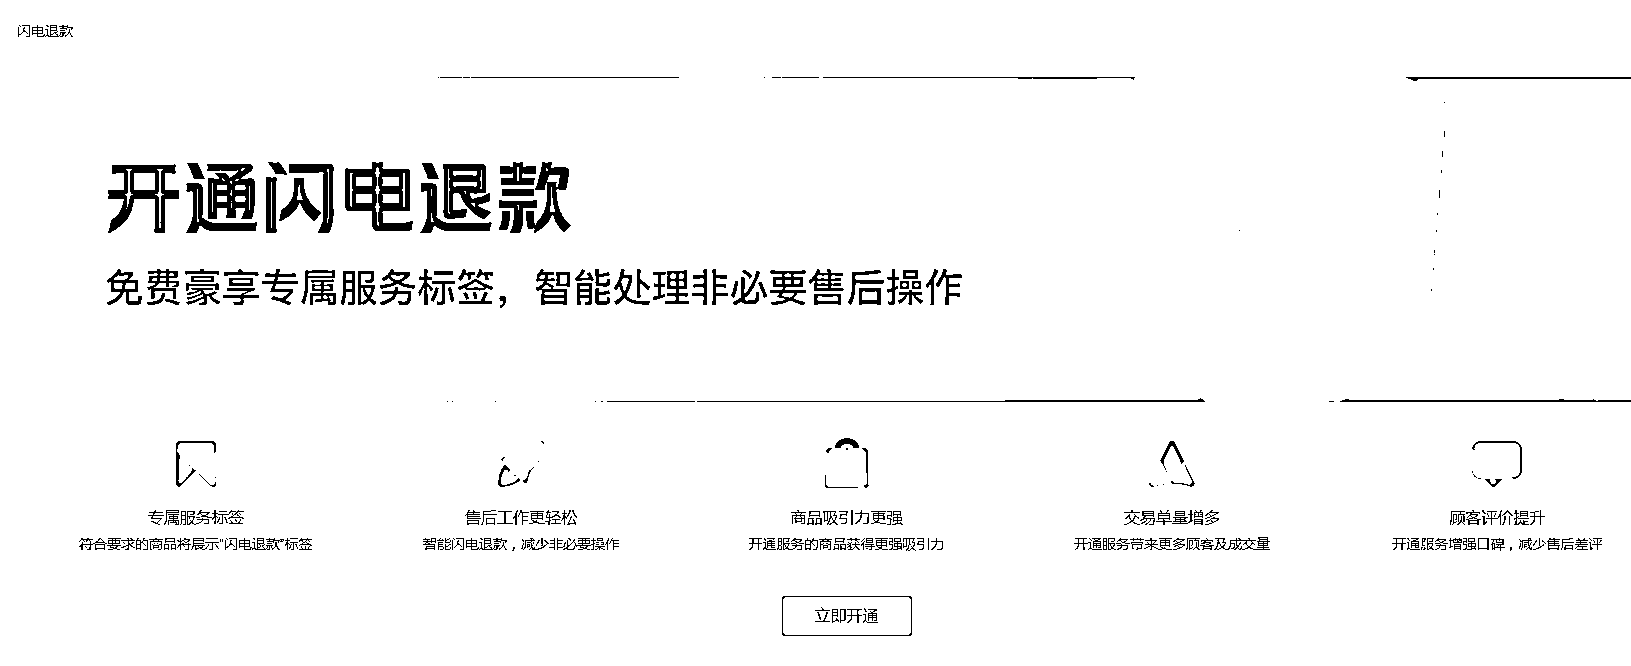 闪电退款
开通闪电退款
免费豪享专属服务标签，智能处理非必要售后操作
专属服务标签
符合要求的商品将展示“闪电退款”标签
售后工作更轻松
智能闪电退款，减少非必要操作
商品吸引力更强
开通服务的商品获得更强吸引力
交易单量增多
开通服务带来更多顾客及成交量
顾客评价提升
开通服务增强口碑，减少售后差评
立即开通